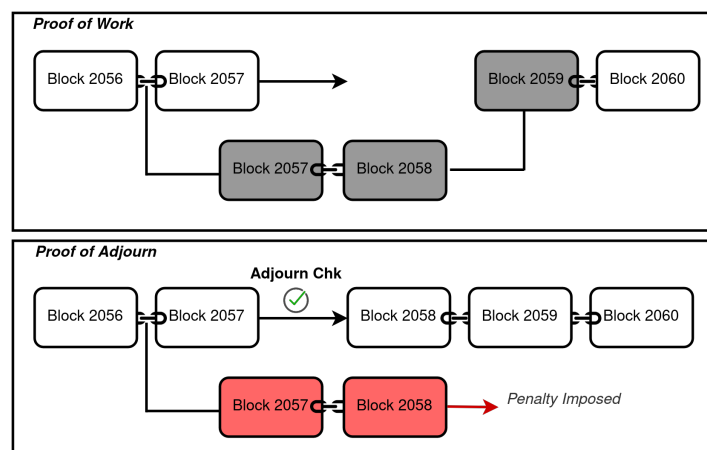 Proof of Work
Block 2056
Block 2057
Block 2059
Block 2060
Block 2057
Block 2058
Proof of Adjourn
Adjourn Chk
Block 2056
Block 2057
Block 2058
Block 2059
Block 2060
Block 2057
Block 2058
Penalty Imposed